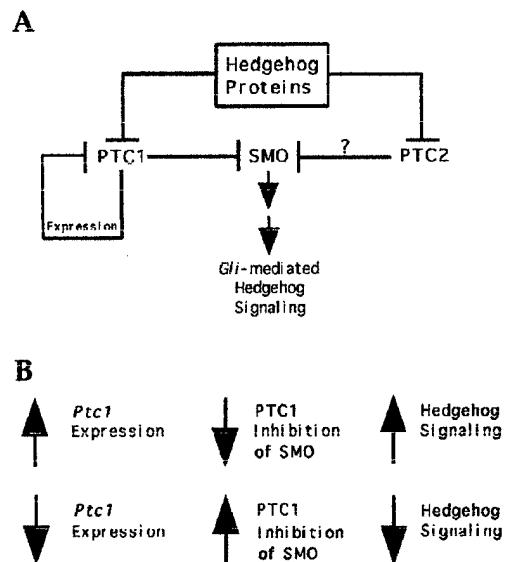 A
Hedgehog
Proteins
PTC1
SMO
?
PTC2
Expression
Gli-mediated
Hedgehog
Signaling
B
Ptc1
Expression
PTC1
Inhibition
of SMO
Hedgehog
Signaling
Ptc1
Expression
PTC1
Inhibition
of SMO
Hedgehog
Signaling